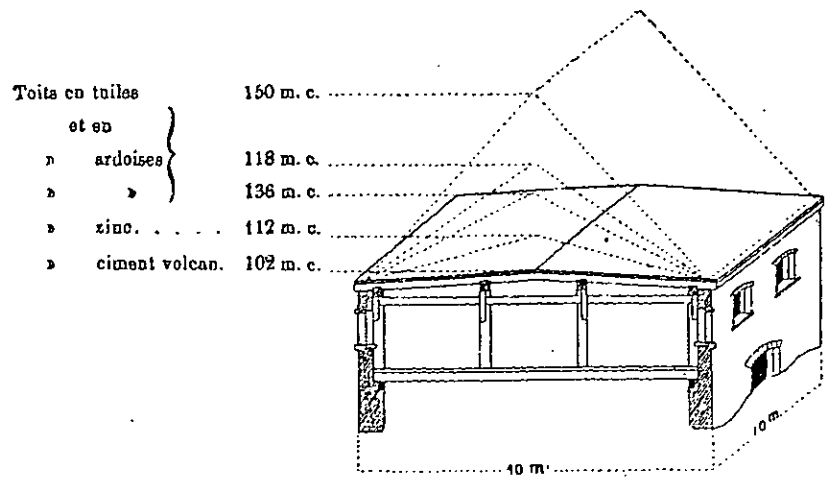 Toits en tuiles 150 m. c.
et en
» ardoises 118 m. c.
» » 136 m. c.
» zinc. . . . . 112 m. c.
» ciment volcan. 102 m. c.
10 m.
10 m